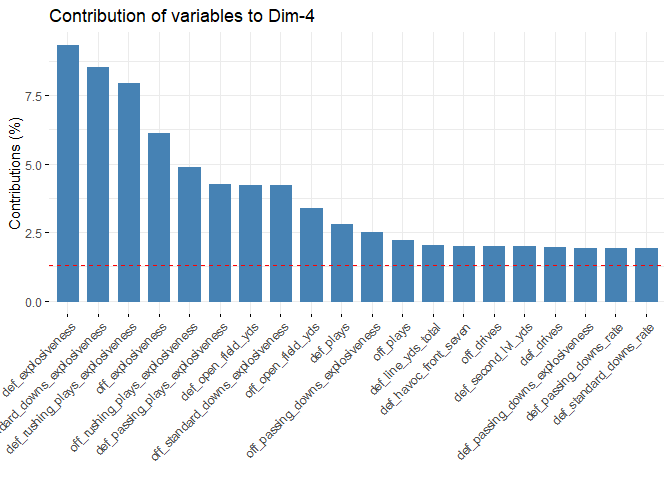 Contribution of variables to Dim-4
Contributions (%)
7.5
5.0
2.5
0.0
def_explosiveness
dard_downs_explosiveness
def_rushing_plays_explosiveness
off_explosiveness
off_rushing_plays_explosiveness
def_passing_plays_explosiveness
def_open_field_yds
off_standard_downs_explosiveness
off_open_field_yds
def_plays
off_passing_downs_explosiveness
off_plays
def_line_yds_total
def_havoc_front_seven
off_drives
def_second_lvl_yds
def_drives
def_passing_downs_explosiveness
def_passing_downs_rate
def_standard_downs_rate